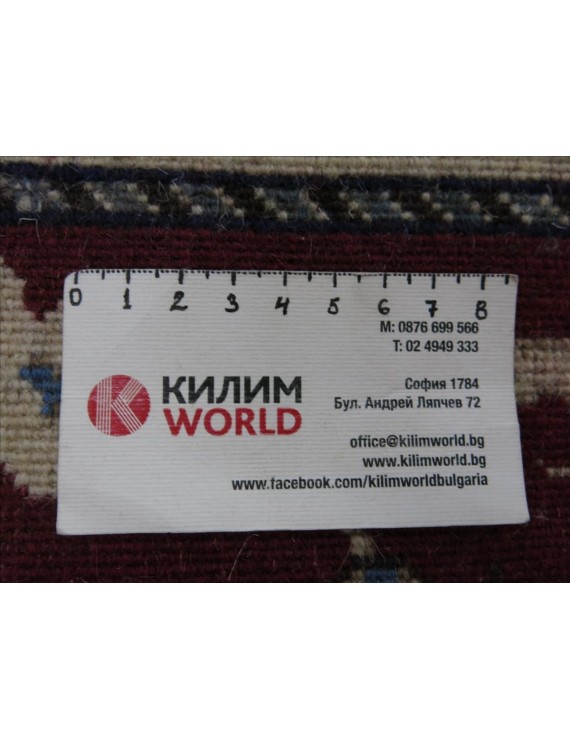 0 1 2 3 4 5 6 7 8
M: 0876 699 566
T: 02 4949 333
КИЛИМ
WORLD
София 1784
Бул. Андрей Ляпчев 72
office@kilimworld.bg
www.kilimworld.bg
www.facebook.com/kilimworldbulgaria